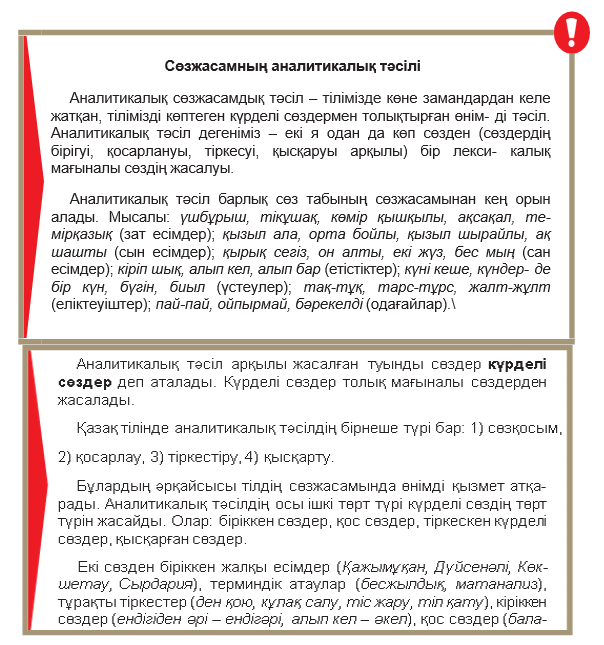 Сөзжасамның аналитикалық тәсілі
Аналитикалық сөзжасамдық тәсіл – тілімізде көне замандардан келе
жатқан, тілімізді көптеген күрделі сөздермен толықтырған өнім- ді тәсіл.
Аналитикалық тәсіл дегеніміз – екі я одан да көп сөзден (сөздердің
бірігуі, қосарлануы, тіркесуі, қысқаруы арқылы) бір лекси- калық
мағыналы сөздің жасалуы.
Аналитикалық тәсіл барлық сөз табының сөзжасамынан кең орын
алады. Мысалы: үшбұрыш, тікұшақ, көмір қышқылы, ақсақал, те-
мірқазық (зат есімдер); қызыл ала, орта бойлы, қызыл шырайлы, ақ
шашты (сын есімдер); қырық сегіз, он алты, екі жүз, бес мың (сан
есімдер); кіріп шық, алып кел, алып бар (етістіктер); күні кеше, күндер- де
бір күн, бүгін, биыл (үстеулер); тақ-тұқ, тарс-тұрс, жалт-жұлт
(еліктеуіштер); пай-пай, ойпырмай, бәрекелді (одағайлар).\
Аналитикалық тәсіл арқылы жасалған туынды сөздер күрделі
сөздер деп аталады. Күрделі сөздер толық мағыналы сөздерден
жасалады.
Қазақ тілінде аналитикалық тәсілдің бірнеше түрі бар: 1) сөзқосым,
2) қосарлау, 3) тіркестіру, 4) қысқарту.
Бұлардың әрқайсысы тілдің сөзжасамында өнімді қызмет атқа-
рады. Аналитикалық тәсілдің осы ішкі төрт түрі күрделі сөздің төрт
түрін жасайды. Олар: біріккен сөздер, қос сөздер, тіркескен күрделі
сөздер, қысқарған сөздер.
Екі сөзден біріккен жалқы есімдер (Қажымұқан, Дүйсенәлі, Көк-
шетау, Сырдария), терминдік атаулар (бесжылдық, матанализ),
тұрақты тіркестер (ден қою, құлақ салу, тіс жару, тіл қату), кіріккен
сөздер (ендігіден әрі – ендігәрі, алып кел – әкел), қос сөздер (бала-